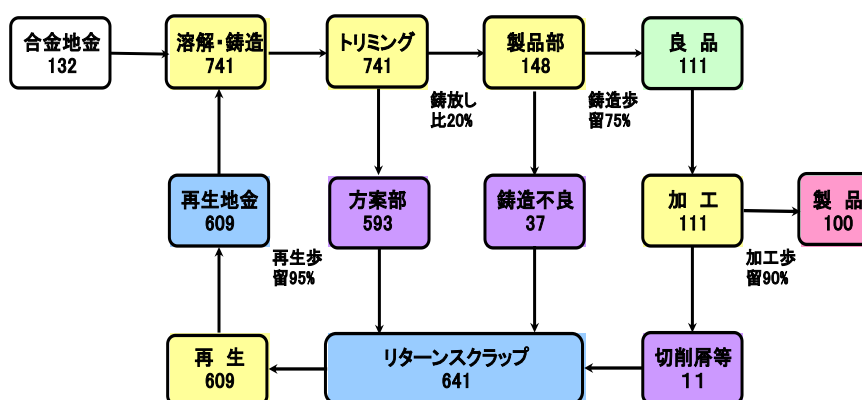 合金地金
132
溶解・鋳造
741
トリミング
741
製品部
148
良 品
111
鋳放し
比20%
鋳造歩
留75%
再生地金
609
方案部
593
鋳造不良
37
加 工
111
製 品
100
再生歩
留95%
加工歩
留90%
再 生
609
リターンスクラップ
641
切削屑等
11